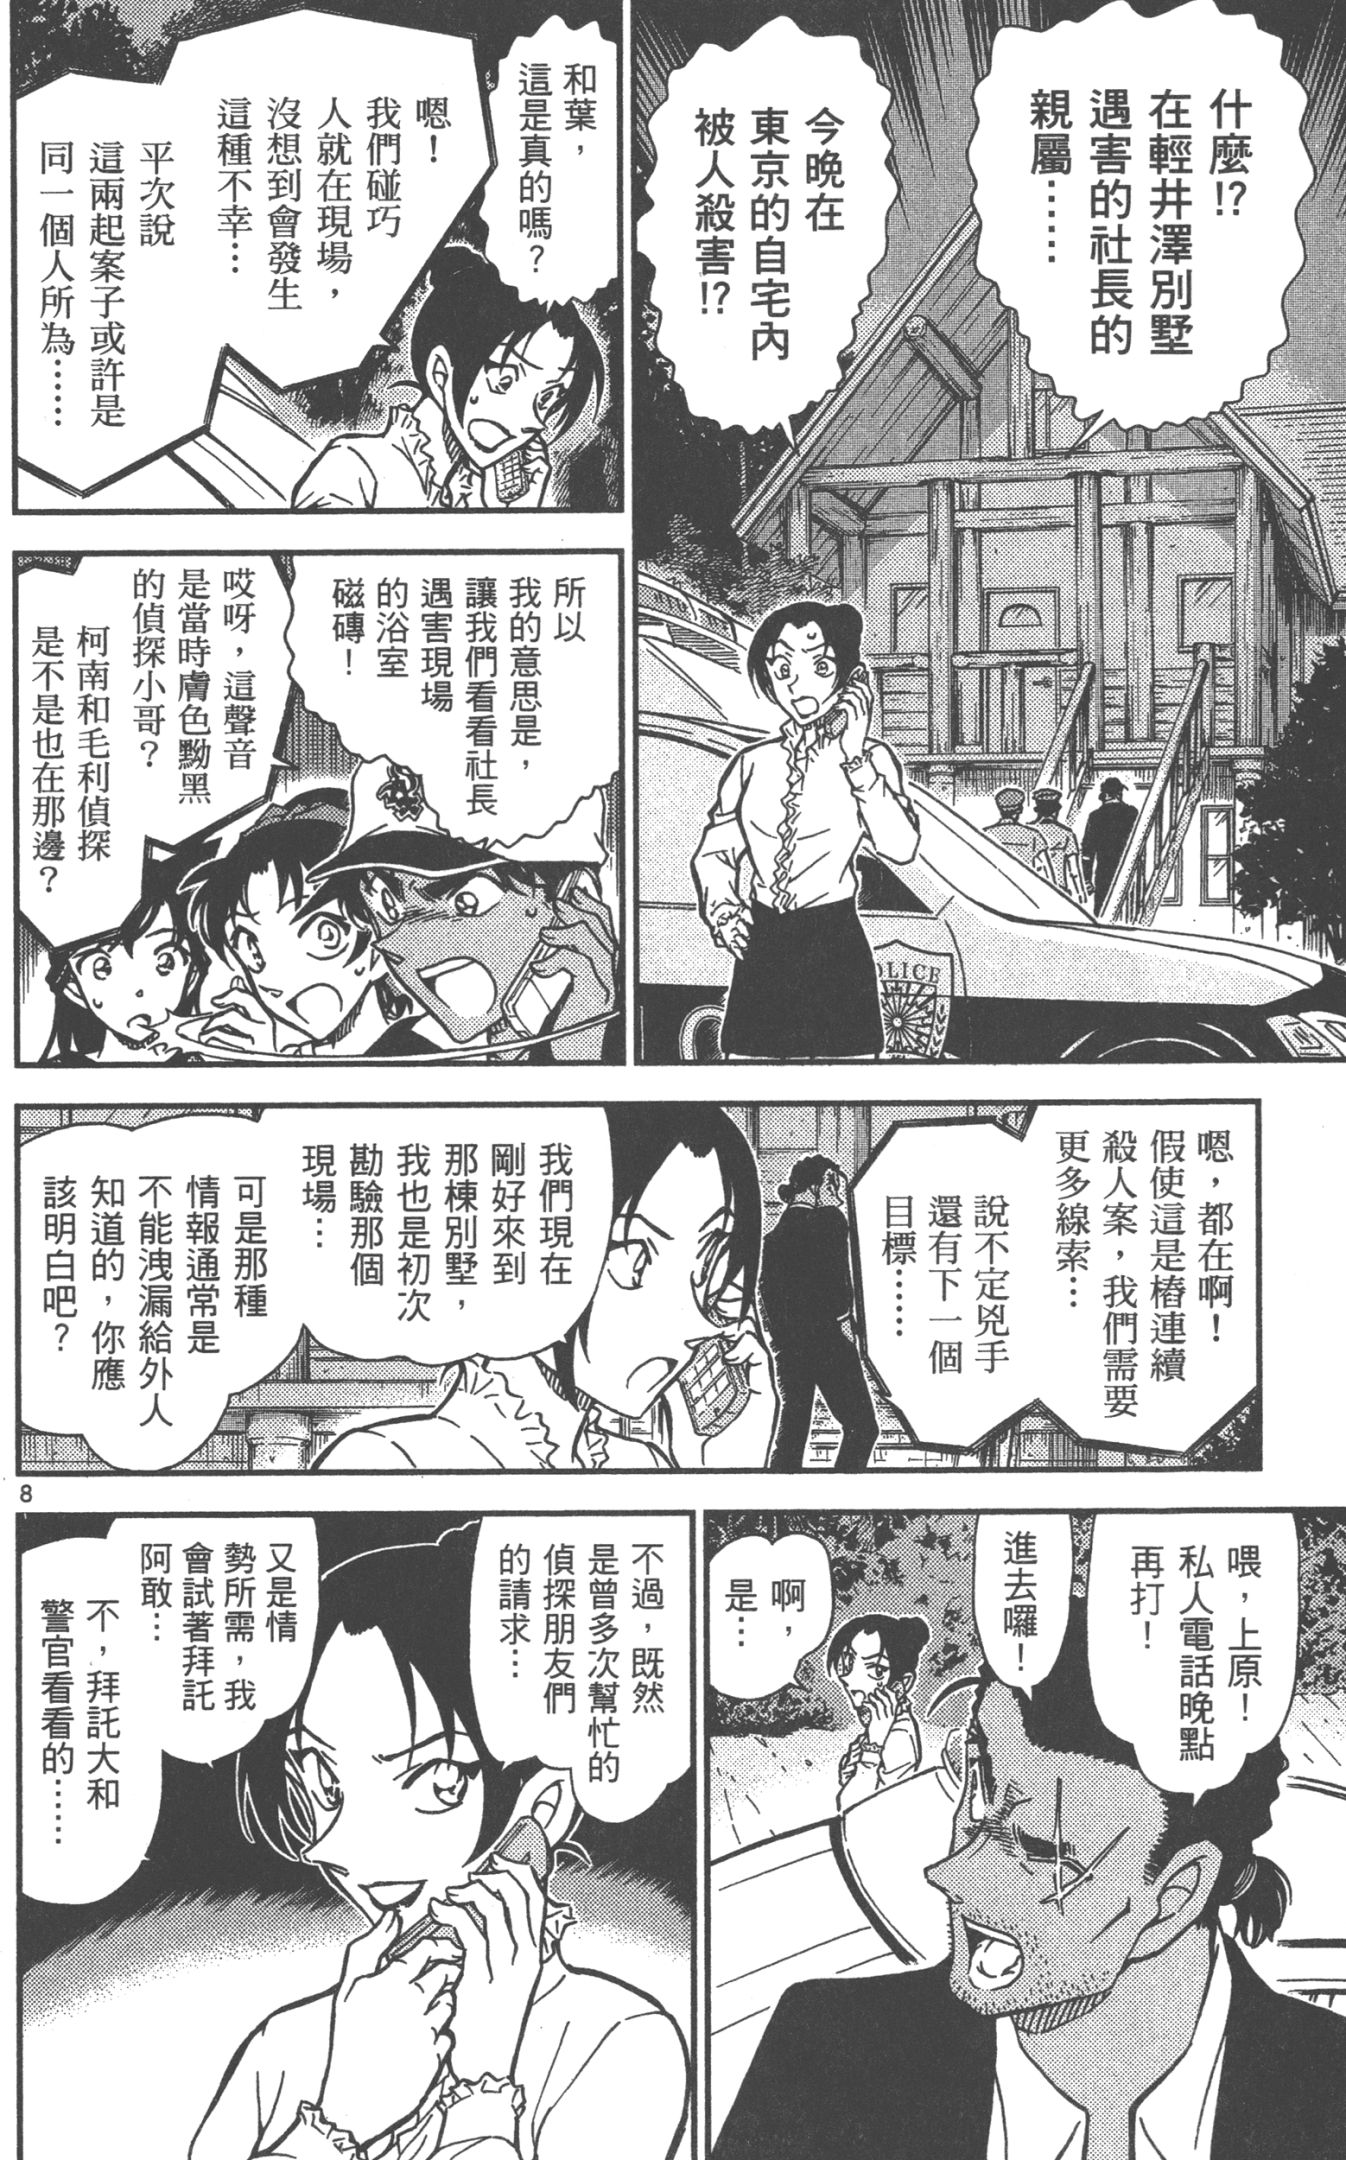 什麼!?
在輕井澤別墅
遇害的社長的
親屬……
今晚在
東京的自宅內
被人殺害!?
和葉，
這是真的嗎？
嗯！
我們碰巧
人就在現場，
沒想到會發生
這種不幸…
平次說
這兩起案子或許是
同一個人所為……
所以
我的意思是，
讓我們看看社長
遇害現場
的浴室
磁磚！
哎呀，這聲音
是當時膚色黝黑
的偵探小哥？
柯南和毛利偵探
是不是也在那邊？
POLICE
嗯，都在啊！
假使這是樁連續
殺人案，我們需要
更多線索…
說不定兇手
還有下一個
目標……
我們現在
剛好來到
那棟別墅，
我也是初次
勘驗那個
現場…
可是那種
情報通常是
不能洩漏給外人
知道的，你應
該明白吧？
8
喂，上原！
私人電話晚點
再打！
進去囉！
啊，
是…
不過，既然
是曾多次幫忙的
偵探朋友們
的請求…
又是情
勢所需，我
會試著拜託
阿敢…
不，拜託大和
警官看看的……